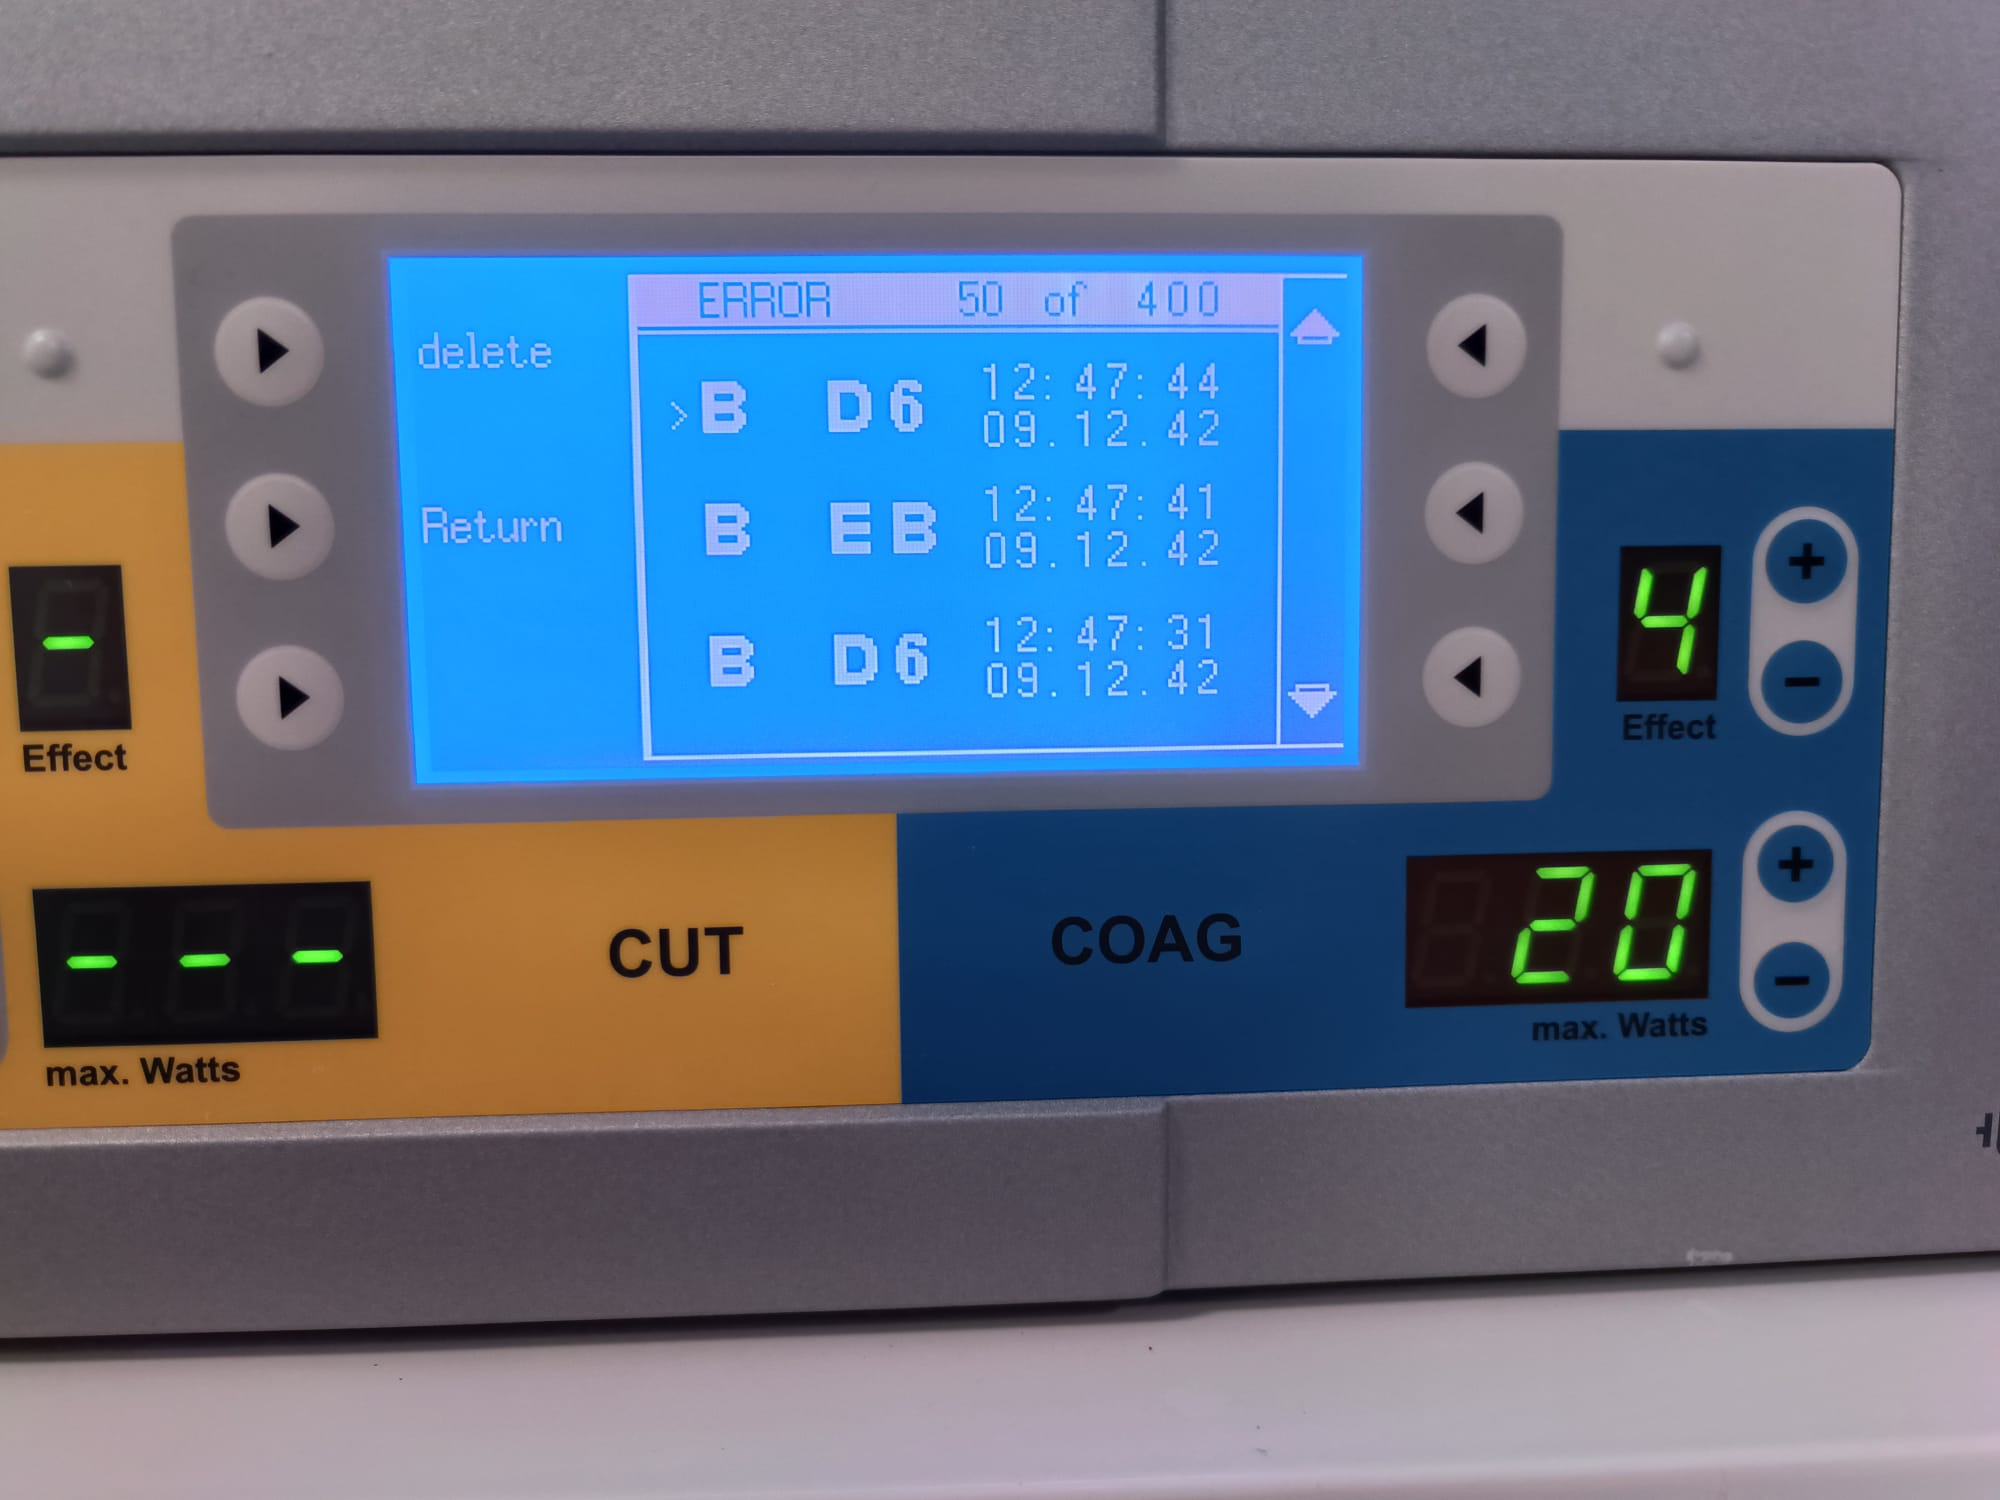 ERROR 50 of 400
delete
>B D6 12:47:44
09.12.42
Return
B EB 12:47:41
09.12.42
B D6 12:47:31
09.12.42
-
Effect
4
+
-
Effect
- - -
max. Watts
CUT
COAG
20
+
-
max. Watts